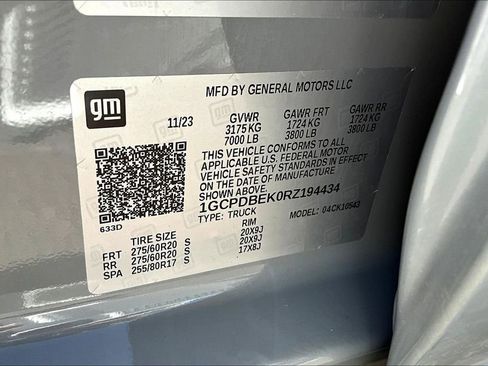 gm
MFD BY GENERAL MOTORS LLC
11/23 GVWR GAWR FRT GAWR RR
3175 KG 1724 KG 1724 KG
7000 LB 3800 LB 3800 LB
THIS VEHICLE CONFORMS TO ALL
APPLICABLE U.S. FEDERAL MOTOR
VEHICLE SAFETY STANDARDS IN
EFFECT ON THE DATE OF MANUFACTURE
SHOWN ABOVE.
1GCPDBEK0RZ194434
TYPE: TRUCK MODEL: 04CK10543
633D
TIRE SIZE RIM
FRT 275/60R20 S 20X9J
RR 275/60R20 S 20X9J
SPA 255/80R17 S 17X8J